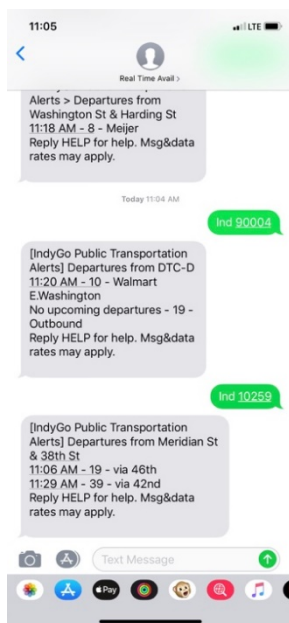 11:05
LTE
Real Time Avail >
Alerts > Departures from
Washington St & Harding St
11:18 AM - 8 - Meijer
Reply HELP for help. Msg&data
rates may apply.
Today 11:04 AM
Ind 90004
[IndyGo Public Transportation
Alerts] Departures from DTC-D
11:20 AM - 10 - Walmart
E.Washington
No upcoming departures - 19 -
Outbound
Reply HELP for help. Msg&data
rates may apply.
Ind 10259
[IndyGo Public Transportation
Alerts] Departures from Meridian St
& 38th St
11:06 AM - 19 - via 46th
11:29 AM - 39 - via 42nd
Reply HELP for help. Msg&data
rates may apply.
Text Message
Pay